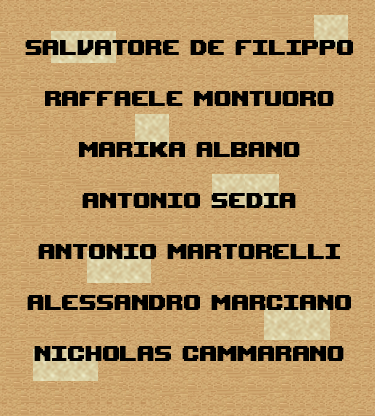 SALVATORE DE FILIPPO
RAFFAELE MONTUORO
MARIKA ALBANO
ANTONIO SEDIA
ANTONIO MARTORELLI
ALESSANDRO MARCIANO
NICHOLAS CAMMARANO